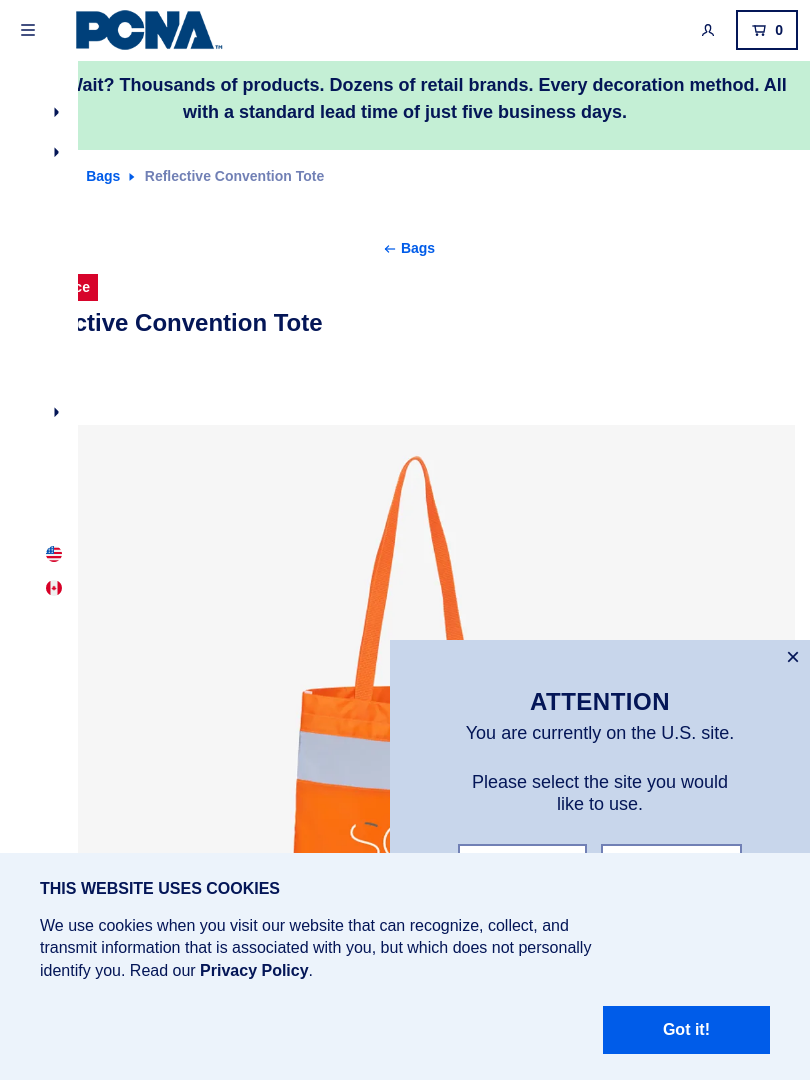 PCNA™
0
Wait? Thousands of products. Dozens of retail brands. Every decoration method. All
with a standard lead time of just five business days.
Bags
Reflective Convention Tote
Bags
Convention Tote
ATTENTION
You are currently on the U.S. site.
Please select the site you would
like to use.
THIS WEBSITE USES COOKIES
We use cookies when you visit our website that can recognize, collect, and
transmit information that is associated with you, but which does not personally
identify you. Read our Privacy Policy.
Got it!